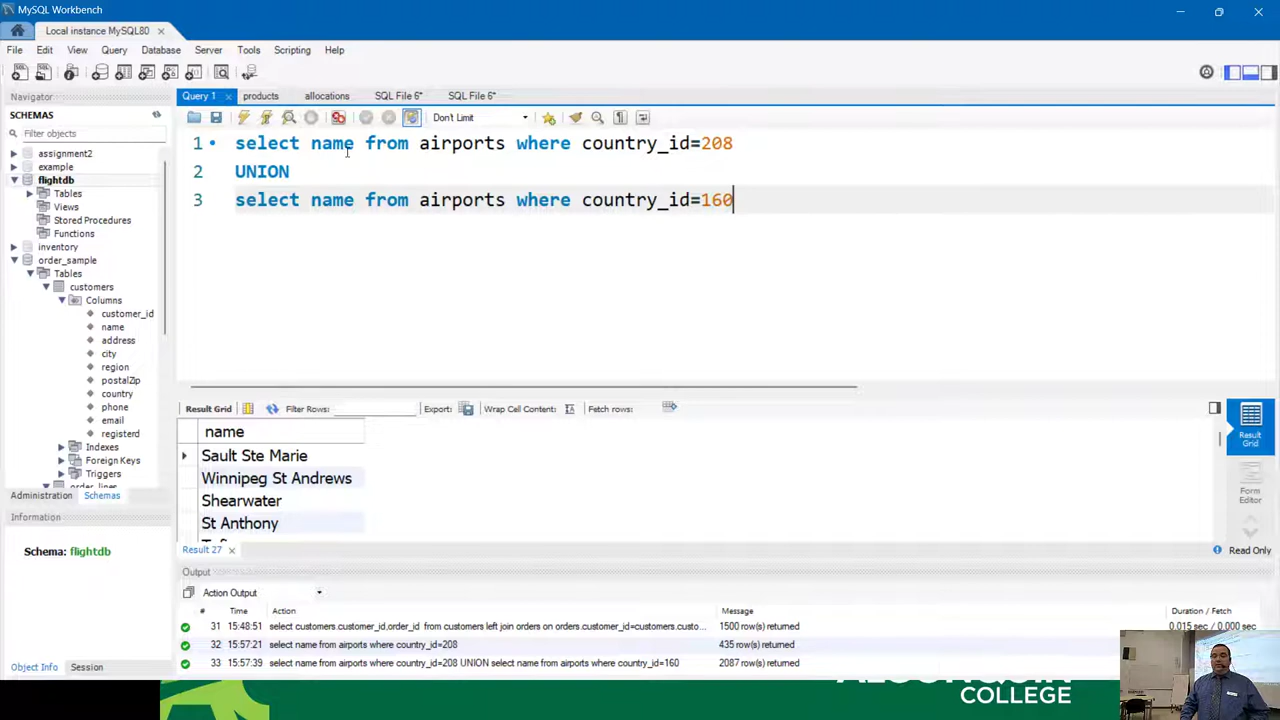 MySQL Workbench
Local instance MySQL80
File Edit View Query Database Server Tools Scripting Help
Navigator
SCHEMAS
Filter objects
assignment2
example
flightdb
Tables
Views
Stored Procedures
Functions
inventory
order_sample
Tables
customers
Columns
customer_id
name
address
city
region
postalZip
country
phone
email
registerd
Indexes
Foreign Keys
Triggers
order_lines
Administration Schemas
Information
Schema: flightdb
Object Info Session
Query 1 products allocations SQL File 6* SQL File 6*
Don't Limit
1 select name from airports where country_id=208
2 UNION
3 select name from airports where country_id=160
Result Grid Filter Rows: Export: Wrap Cell Content: Fetch rows:
name
Sault Ste Marie
Winnipeg St Andrews
Shearwater
St Anthony
Result Grid
Form Editor
Result 27 Read Only
Output
Action Output
# Time Action Message Duration / Fetch
31 15:48:51 select customers.customer_id,order_id from customers left join orders on orders.customer_id=customers.custo... 1500 row(s) returned 0.015 sec / 0.000 sec
32 15:57:21 select name from airports where country_id=208 435 row(s) returned
33 15:57:39 select name from airports where country_id=208 UNION select name from airports where country_id=160 2087 row(s) returned
COLLEGE